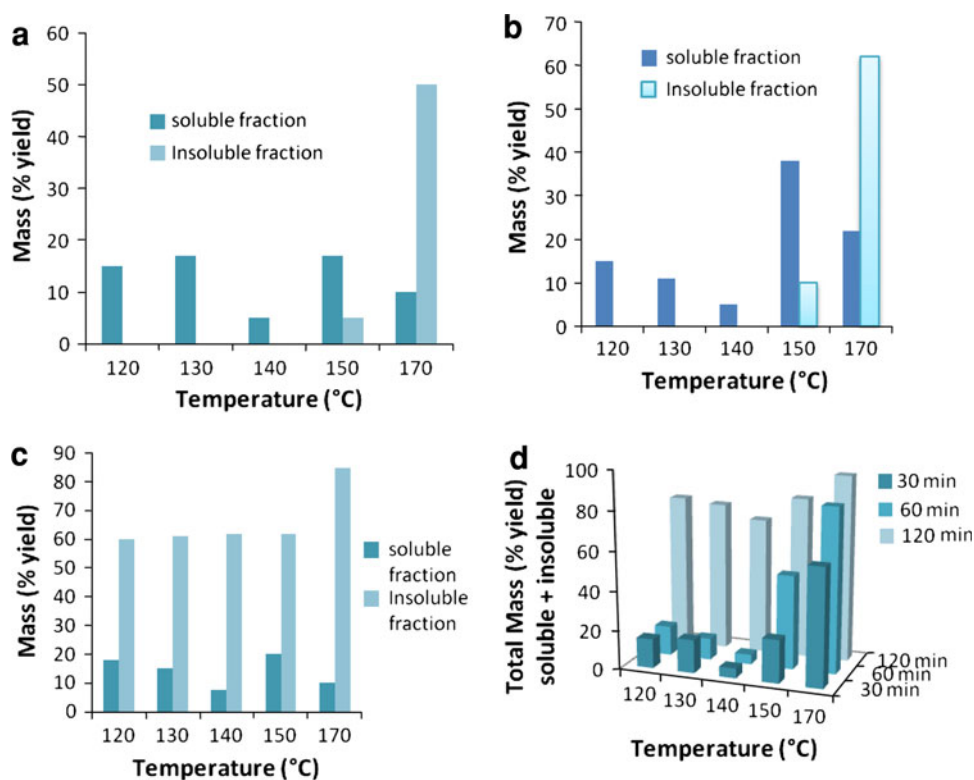 a
60
50
40
30
20
10
0
Mass (% yield)
soluble fraction
Insoluble fraction
120 130 140 150 170
Temperature (°C)
b
70
60
50
40
30
20
10
0
Mass (% yield)
soluble fraction
Insoluble fraction
120 130 140 150 170
Temperature (°C)
c
90
80
70
60
50
40
30
20
10
0
Mass (% yield)
soluble
fraction
Insoluble
fraction
120 130 140 150 170
Temperature (°C)
d
100
80
60
40
20
0
Total Mass (% yield)
soluble + insoluble
30 min
60 min
120 min
120 min
60 min
30 min
120 130 140 150 170
Temperature (°C)